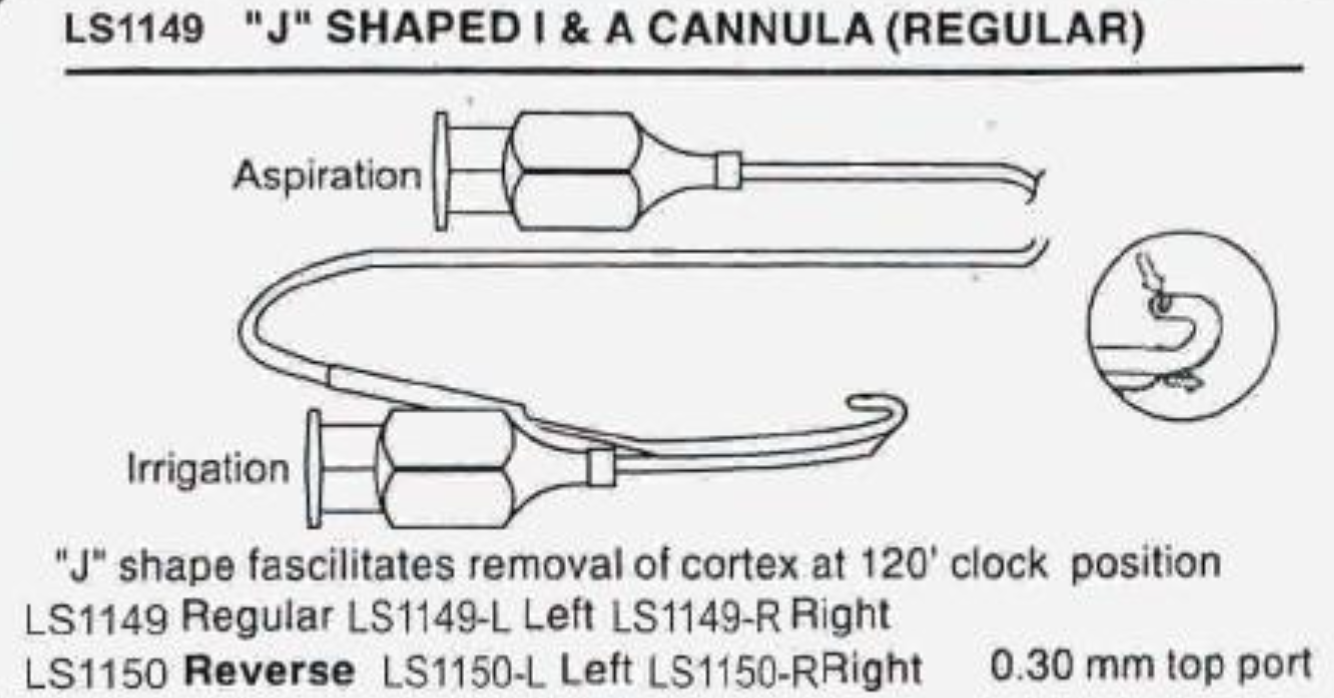 LS1149 "J" SHAPED I & A CANNULA (REGULAR)
Aspiration
Irrigation
"J" shape fascilitates removal of cortex at 120' clock position
LS1149 Regular LS1149-L Left LS1149-R Right
LS1150 Reverse LS1150-L Left LS1150-RRight 0.30 mm top port